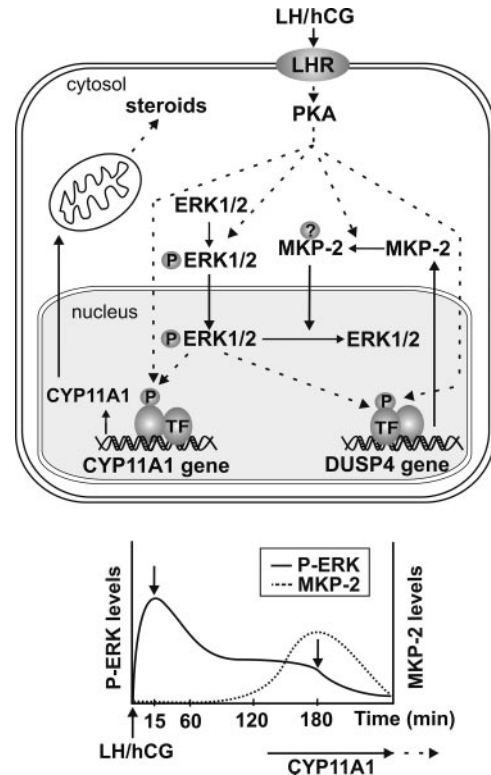 LH/hCG
LHR
cytosol
steroids
PKA
ERK1/2
?
P ERK1/2
MKP-2 MKP-2
nucleus
P ERK1/2 ERK1/2
CYP11A1
P P
TF TF
CYP11A1 gene DUSP4 gene
P-ERK levels
P-ERK
MKP-2
MKP-2 levels
15 60 120 180 Time (min)
LH/hCG
CYP11A1